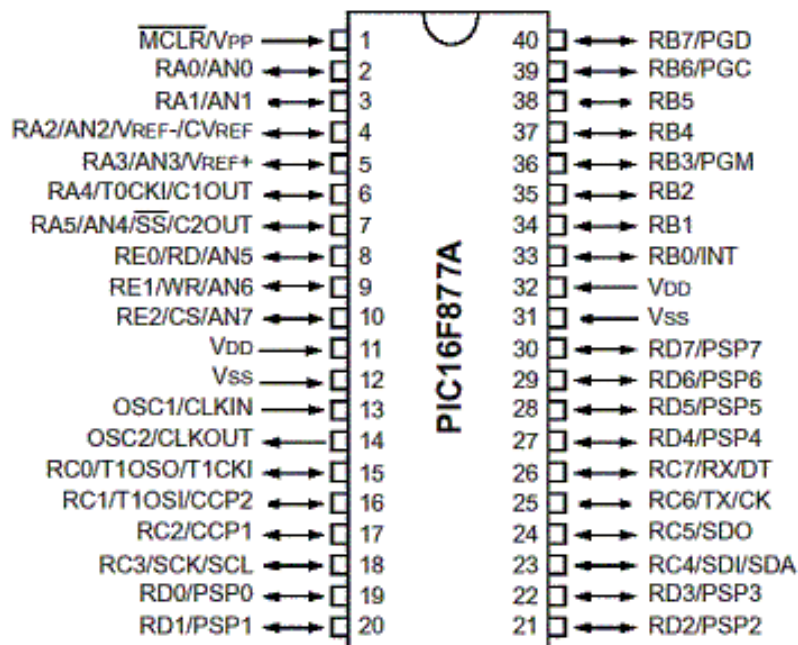 MCLR/VPP 1 40 RB7/PGD
RA0/AN0 2 39 RB6/PGC
RA1/AN1 3 38 RB5
RA2/AN2/VREF-/CVREF 4 37 RB4
RA3/AN3/VREF+ 5 36 RB3/PGM
RA4/T0CKI/C1OUT 6 35 RB2
RA5/AN4/SS/C2OUT 7 34 RB1
RE0/RD/AN5 8 33 RB0/INT
RE1/WR/AN6 9 32 VDD
RE2/CS/AN7 10 31 VSS
VDD 11 30 RD7/PSP7
VSS 12 29 RD6/PSP6
OSC1/CLKIN 13 28 RD5/PSP5
OSC2/CLKOUT 14 27 RD4/PSP4
RC0/T1OSO/T1CKI 15 26 RC7/RX/DT
RC1/T1OSI/CCP2 16 25 RC6/TX/CK
RC2/CCP1 17 24 RC5/SDO
RC3/SCK/SCL 18 23 RC4/SDI/SDA
RD0/PSP0 19 22 RD3/PSP3
RD1/PSP1 20 21 RD2/PSP2
PIC16F877A